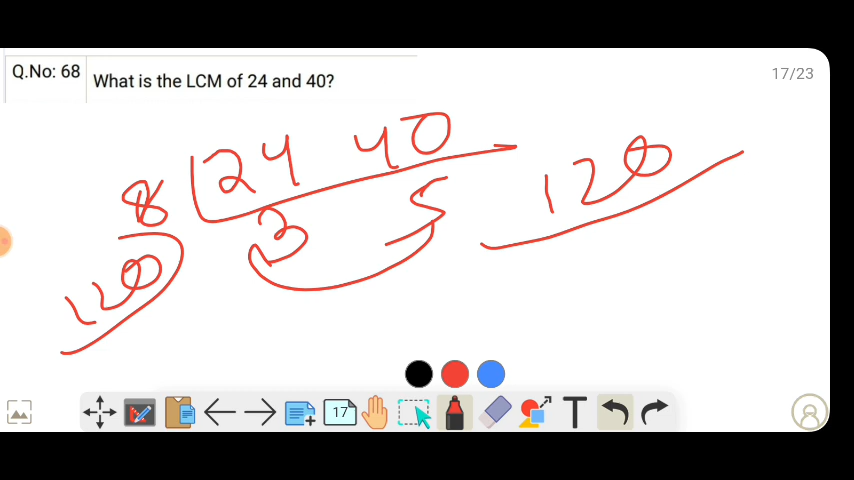 17/23
Q.No: 68
What is the LCM of 24 and 40?
8 24 40
3 5
120
120
17
T